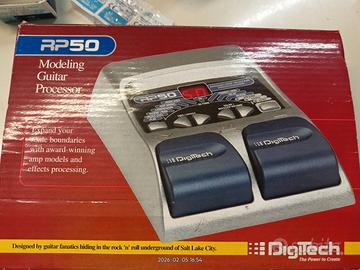 RP50
Modeling
Guitar
Processor
Expand your
boundaries
with award-winning
amp models and
effects processing.
RP50
DigiTech
DigiTech
Designed by guitar fanatics hiding in the rock 'n' roll underground of Salt Lake City.
DigiTech
The Power to Create
2026-02-05 16:54